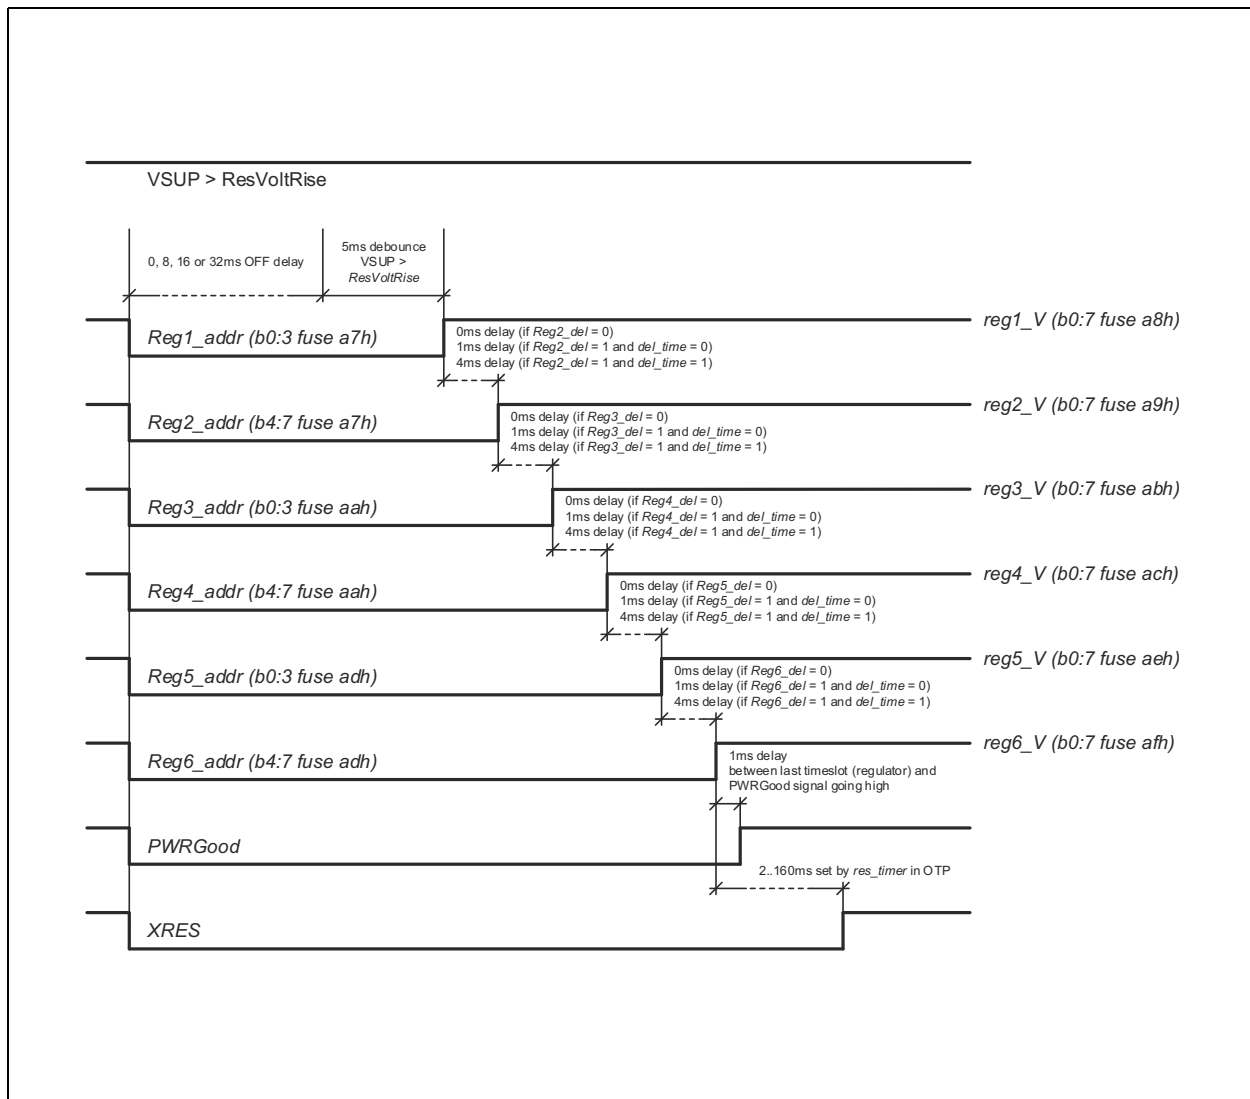 VSUP > ResVoltRise
0, 8, 16 or 32ms OFF delay
5ms debounce
VSUP >
ResVoltRise
Reg1_addr (b0:3 fuse a7h)
0ms delay (if Reg2_del = 0)
1ms delay (if Reg2_del = 1 and del_time = 0)
4ms delay (if Reg2_del = 1 and del_time = 1)
reg1_V (b0:7 fuse a8h)
Reg2_addr (b4:7 fuse a7h)
0ms delay (if Reg3_del = 0)
1ms delay (if Reg3_del = 1 and del_time = 0)
4ms delay (if Reg3_del = 1 and del_time = 1)
reg2_V (b0:7 fuse a9h)
Reg3_addr (b0:3 fuse aah)
0ms delay (if Reg4_del = 0)
1ms delay (if Reg4_del = 1 and del_time = 0)
4ms delay (if Reg4_del = 1 and del_time = 1)
reg3_V (b0:7 fuse abh)
Reg4_addr (b4:7 fuse aah)
0ms delay (if Reg5_del = 0)
1ms delay (if Reg5_del = 1 and del_time = 0)
4ms delay (if Reg5_del = 1 and del_time = 1)
reg4_V (b0:7 fuse ach)
Reg5_addr (b0:3 fuse adh)
0ms delay (if Reg6_del = 0)
1ms delay (if Reg6_del = 1 and del_time = 0)
4ms delay (if Reg6_del = 1 and del_time = 1)
reg5_V (b0:7 fuse aeh)
Reg6_addr (b4:7 fuse adh)
1ms delay
between last timeslot (regulator) and
PWRGood signal going high
reg6_V (b0:7 fuse afh)
PWRGood
2..160ms set by res_timer in OTP
XRES